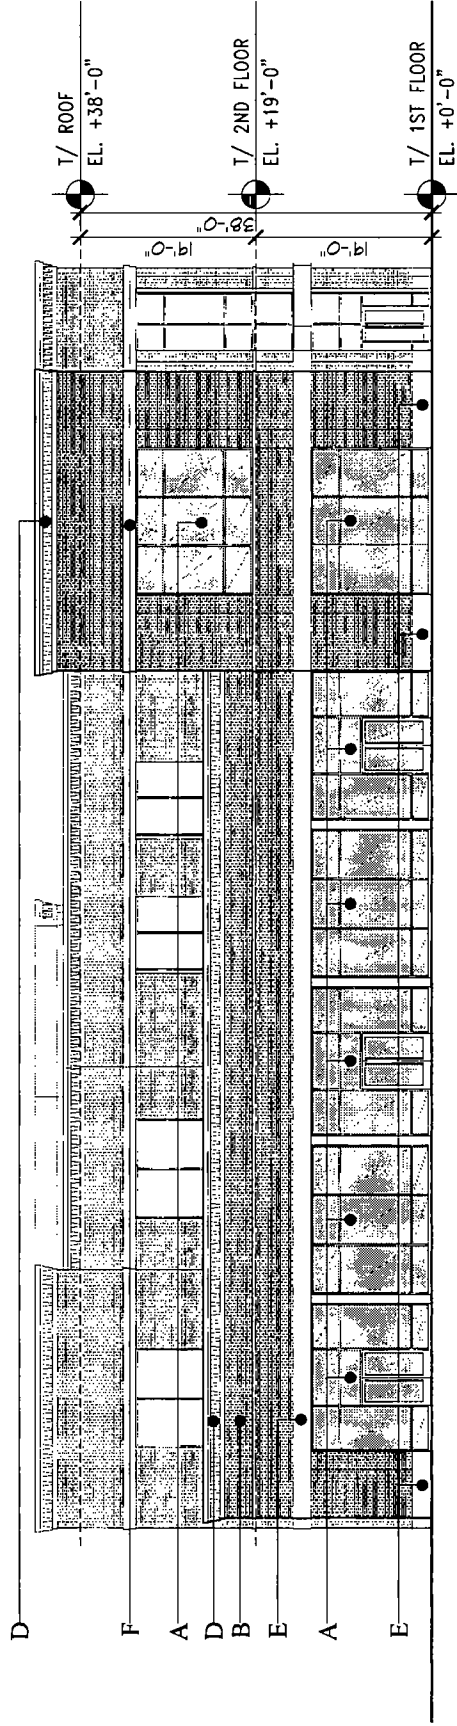 D
F
A
D
B
E
A
E
T/ ROOF
EL. +38'-0"
T/ 2ND FLOOR
EL. +19'-0"
T/ 1ST FLOOR
EL. +0'-0"
19'-0"
38'-0"
19'-0"